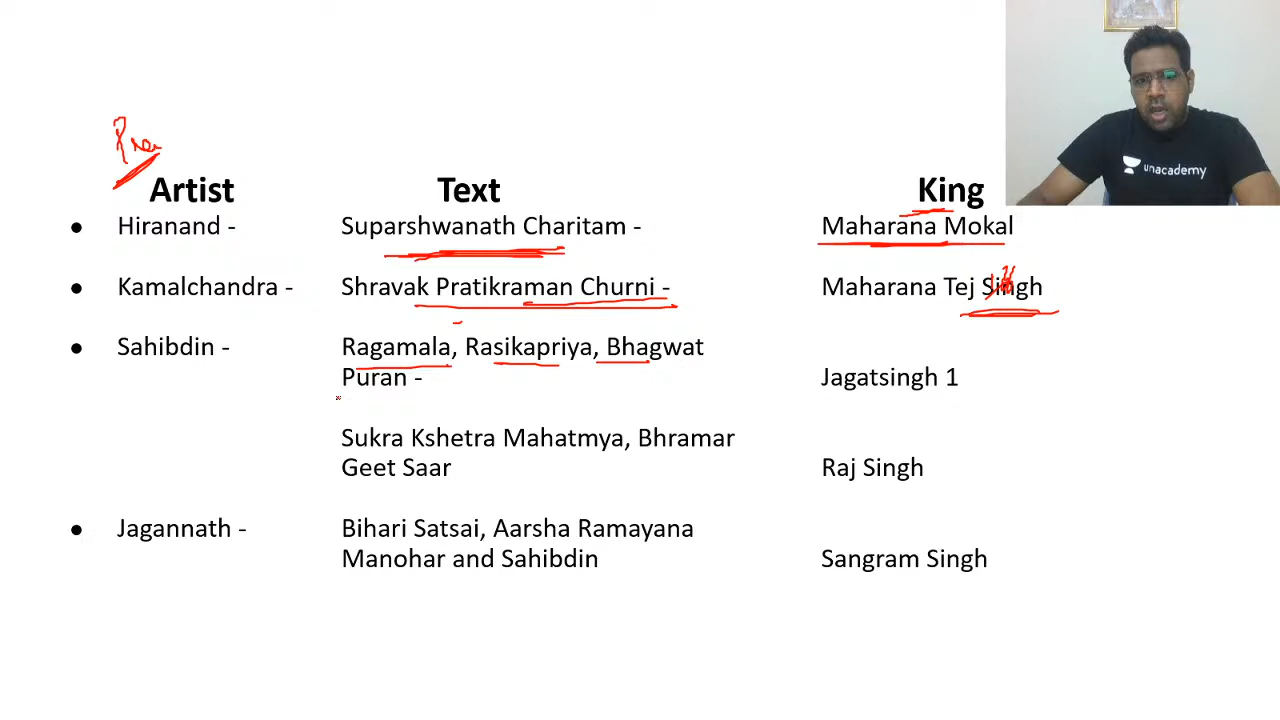 unacademy
Artist Text King
Hiranand - Suparshwanath Charitam - Maharana Mokal
Kamalchandra - Shravak Pratikraman Churni - Maharana Tej Singh
Sahibdin - Ragamala, Rasikapriya, Bhagwat
Puran - Jagatsingh 1
Sukra Kshetra Mahatmya, Bhramar
Geet Saar Raj Singh
Jagannath - Bihari Satsai, Aarsha Ramayana
Manohar and Sahibdin Sangram Singh